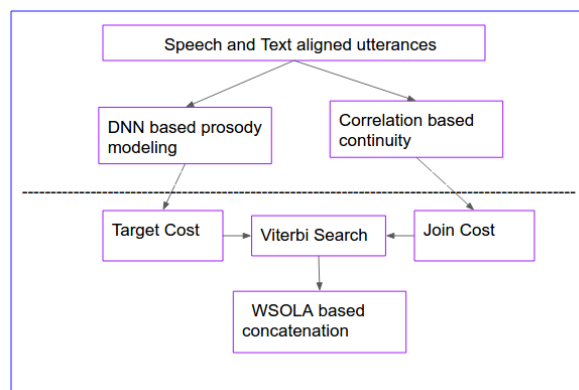 Speech and Text aligned utterances
DNN based prosody
modeling
Correlation based
continuity
Target Cost
Viterbi Search
Join Cost
WSOLA based
concatenation